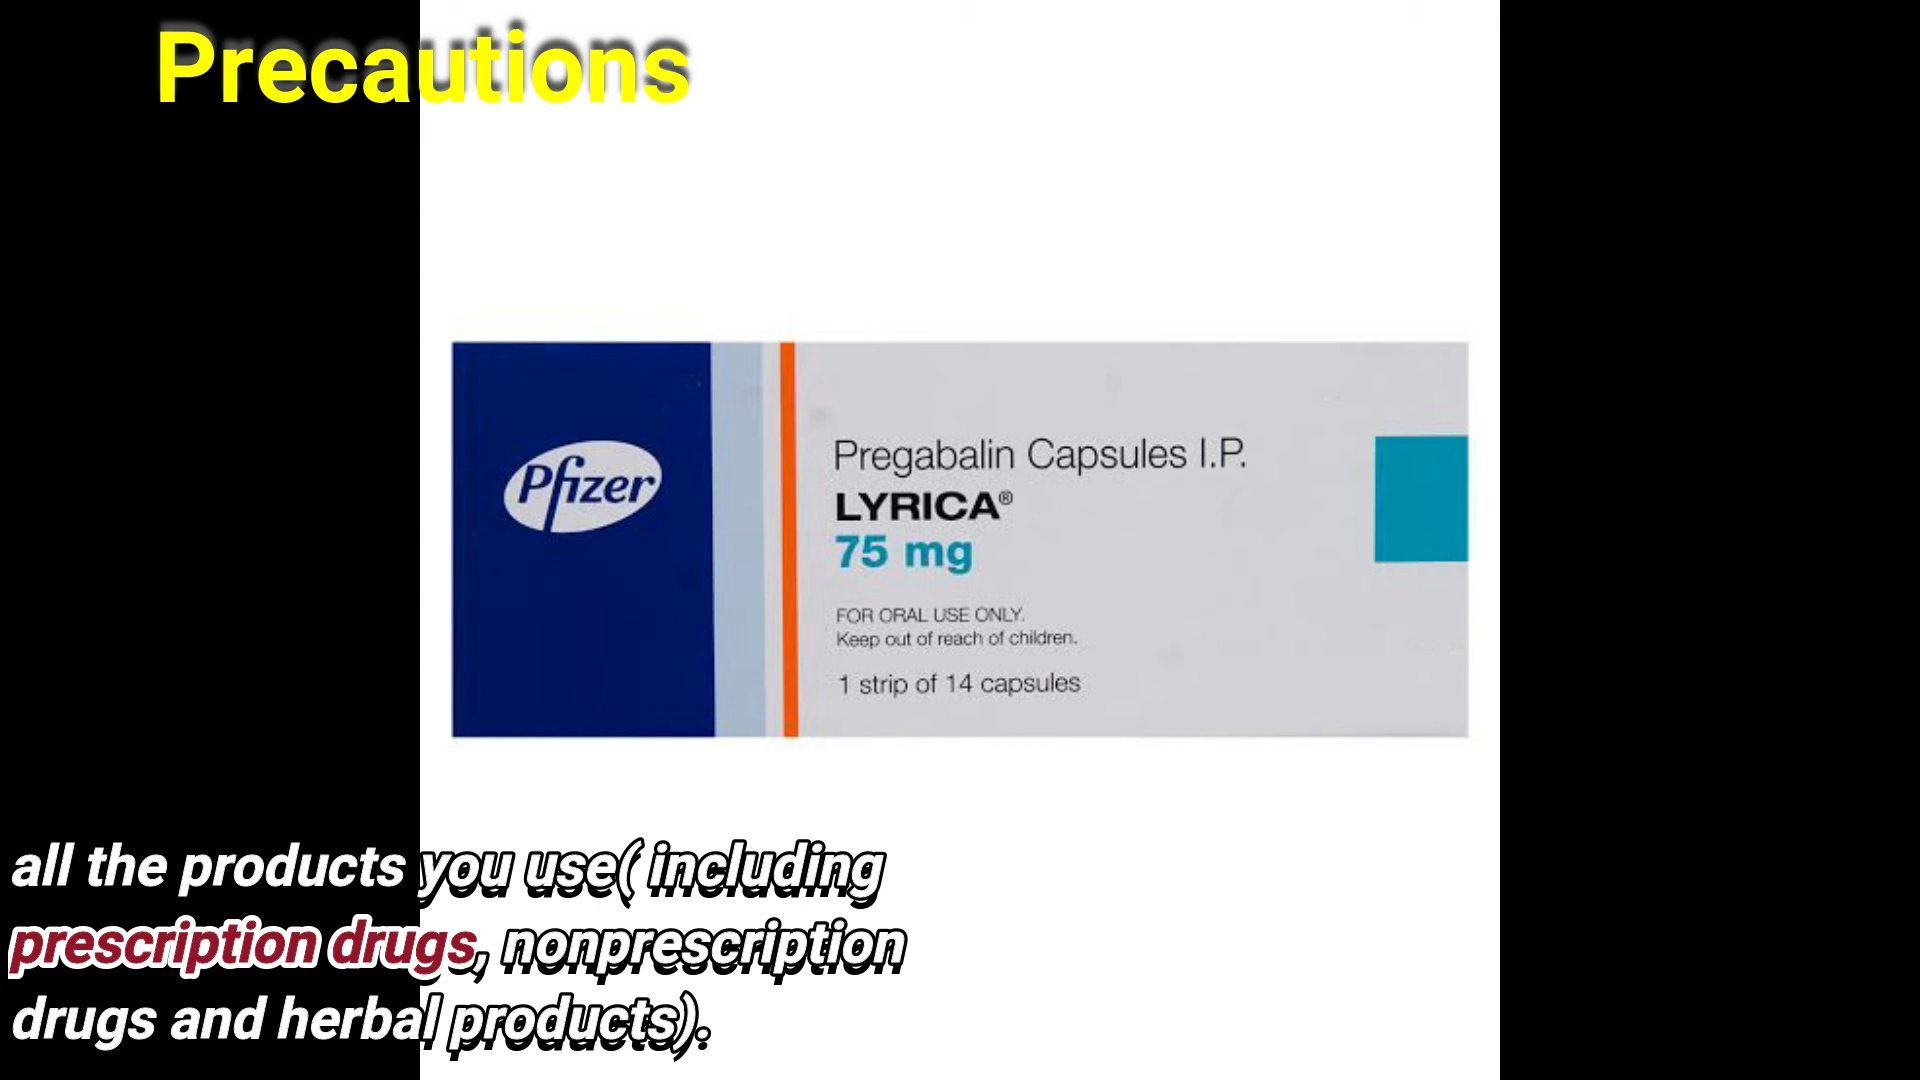 Precautions
Pfizer
Pregabalin Capsules I.P.
LYRICA®
75 mg
FOR ORAL USE ONLY.
Keep out of reach of children.
1 strip of 14 capsules
all the products you use( including
prescription drugs, nonprescription
drugs and herbal products).